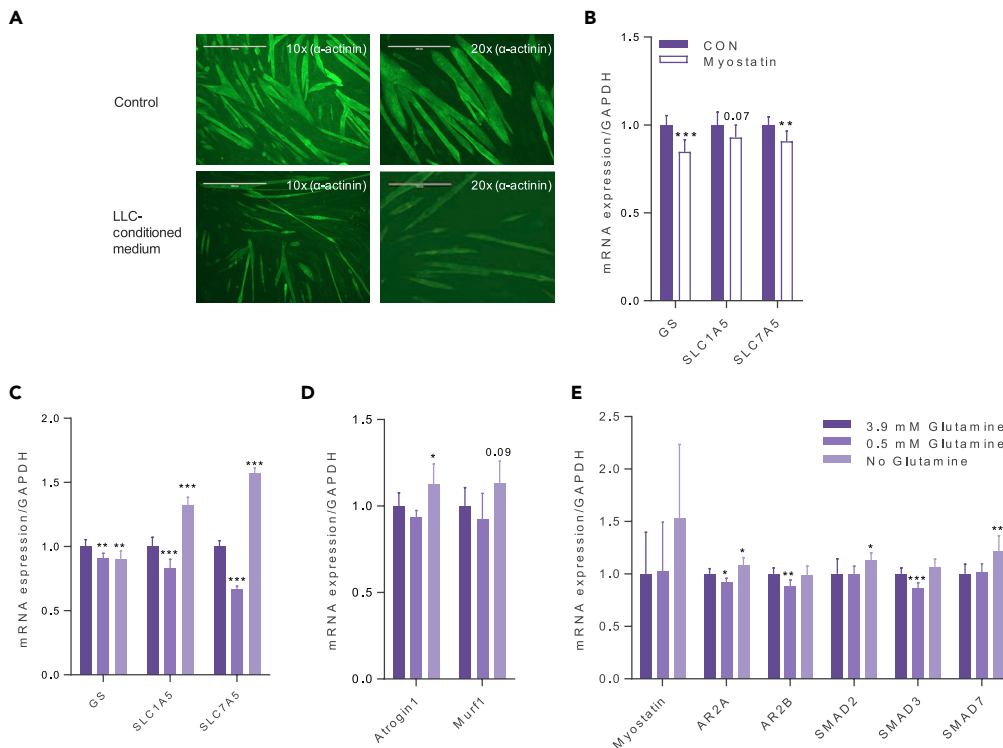 A
10x (α-actinin)
20x (α-actinin)
Control
10x (α-actinin)
20x (α-actinin)
LLC-
conditioned
medium
B
mRNA expression/GAPDH
1.5
1.0
0.5
0.0
CON
Myostatin
***
0.07
**
GS
SLC1A5
SLC7A5
C
mRNA expression/GAPDH
2.0
1.5
1.0
0.5
0.0
** **
***
***
***
***
GS
SLC1A5
SLC7A5
D
mRNA expression/GAPDH
1.5
1.0
0.5
0.0
*
0.09
Atrogin1
Murf1
E
mRNA expression/GAPDH
2.5
2.0
1.5
1.0
0.5
0.0
3.9 mM Glutamine
0.5 mM Glutamine
No Glutamine
*
*
**
*
***
**
Myostatin
AR2A
AR2B
SMAD2
SMAD3
SMAD7